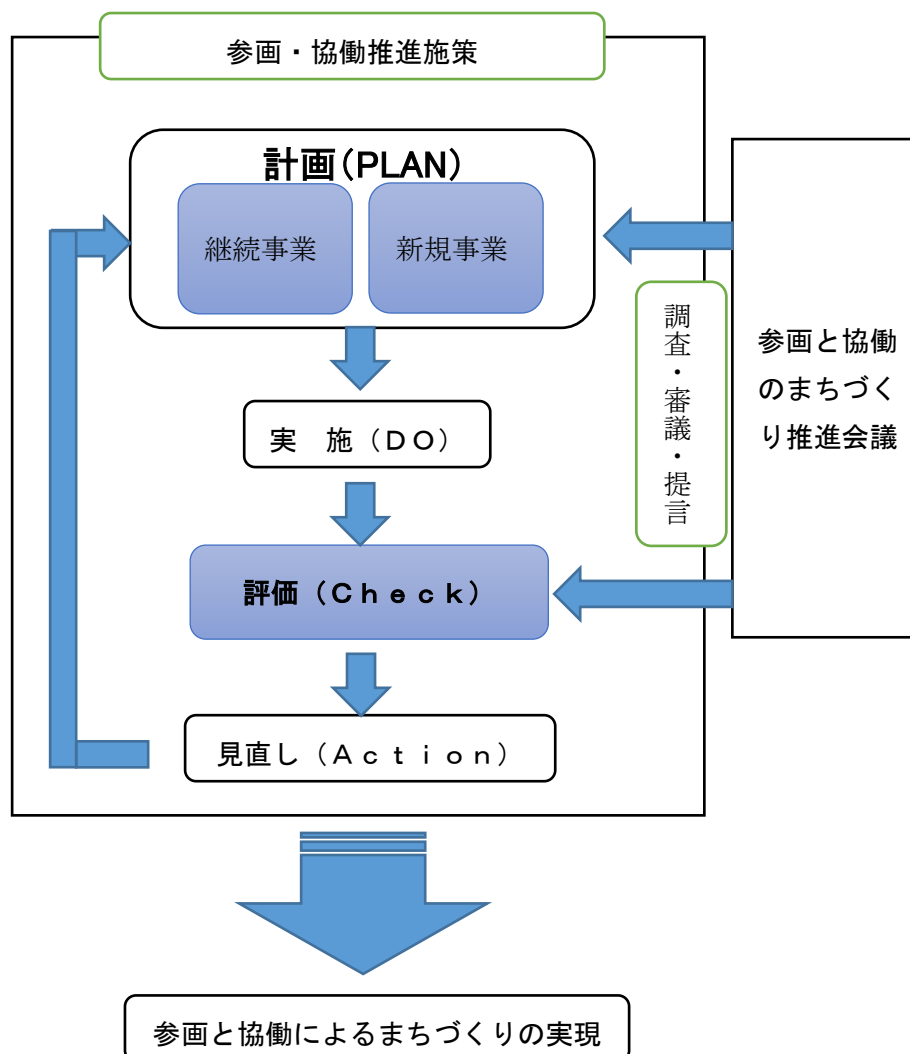 参画・協働推進施策
計画(PLAN)
継続事業
新規事業
実　施(ＤＯ)
評価(Ｃｈｅｃｋ)
見直し(Ａｃｔｉｏｎ)
調査・審議・提言
参画と協働
のまちづく
り推進会議
参画と協働によるまちづくりの実現